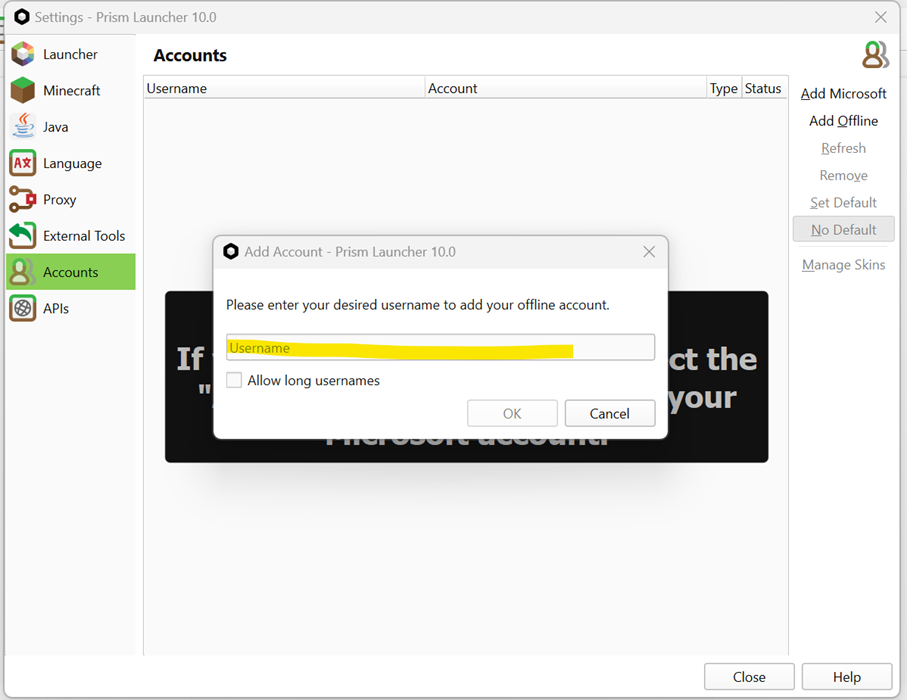 Settings - Prism Launcher 10.0
Launcher
Minecraft
Java
Language
Proxy
External Tools
Accounts
APIs
Accounts
Username Account Type Status
Add Microsoft
Add Offline
Refresh
Remove
Set Default
No Default
Manage Skins
If
ct the
your
Microsoft account.
Add Account - Prism Launcher 10.0
Please enter your desired username to add your offline account.
Username
Allow long usernames
OK Cancel
Close Help